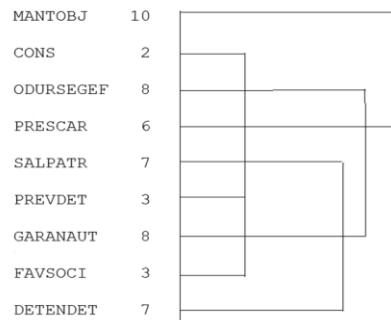 MANTOBJ 10
CONS 2
ODURSEGEF 8
PRESCAR 6
SALPATR 7
PREVDET 3
GARANAUT 8
FAVSOCI 3
DETENDET 7